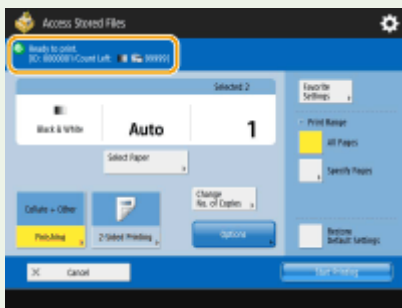 Access Stored Files
Ready to print.
[ID: 0000001/Count Left: 999999]
Selected: 2
Black & White
Auto
1
Select Paper
Change
No. of Copies
Collate + Offset
Finishing
2-Sided Printing
Options
Favorite
Settings
Print Range
All Pages
Specify Pages
Restore
Default Settings
Cancel
Start Printing